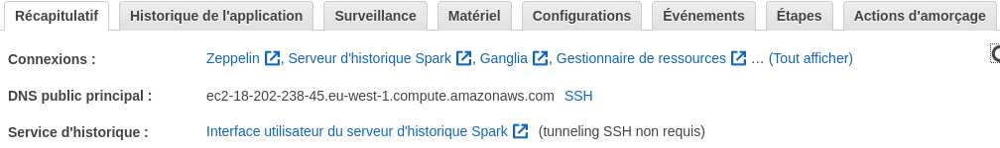 Récapitulatif Historique de l'application Surveillance Matériel Configurations Événements Étapes Actions d'amorçage
Connexions : Zeppelin, Serveur d'historique Spark, Ganglia, Gestionnaire de ressources ... (Tout afficher)
DNS public principal : ec2-18-202-238-45.eu-west-1.compute.amazonaws.com SSH
Service d'historique : Interface utilisateur du serveur d'historique Spark (tunneling SSH non requis)